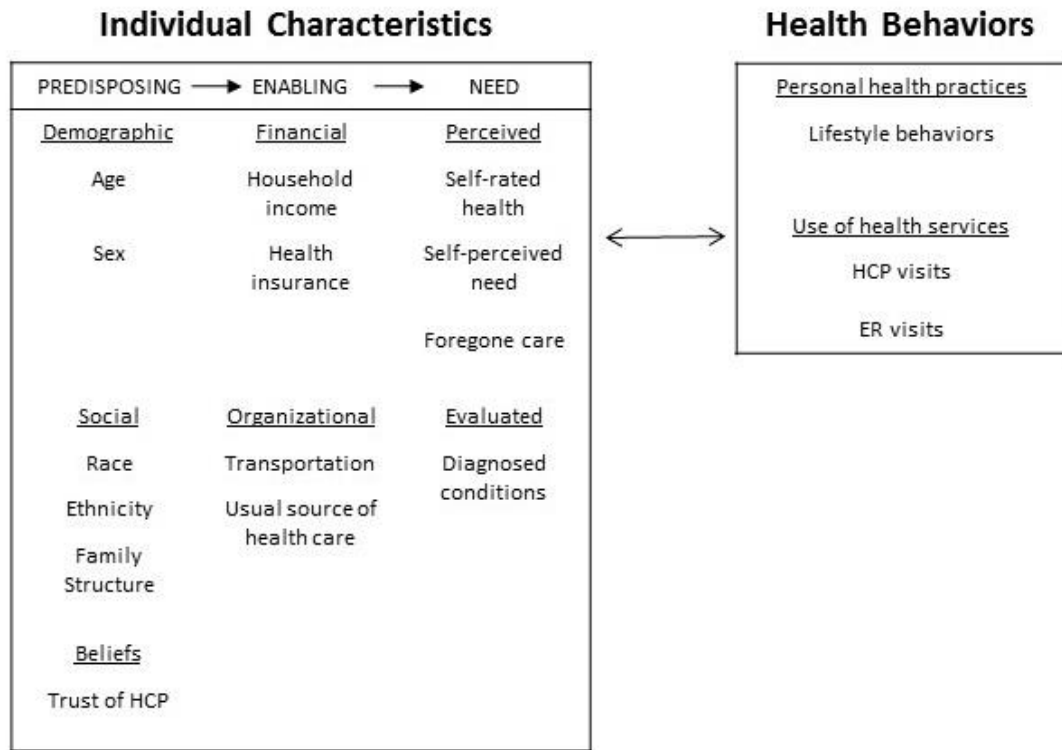 Individual Characteristics
Health Behaviors
PREDISPOSING ENABLING NEED
Demographic
Age
Sex
Social
Race
Ethnicity
Family
Structure
Beliefs
Trust of HCP
Financial
Household
income
Health
insurance
Organizational
Transportation
Usual source of
health care
Perceived
Self-rated
health
Self-perceived
need
Foregone care
Evaluated
Diagnosed
conditions
Personal health practices
Lifestyle behaviors
Use of health services
HCP visits
ER visits